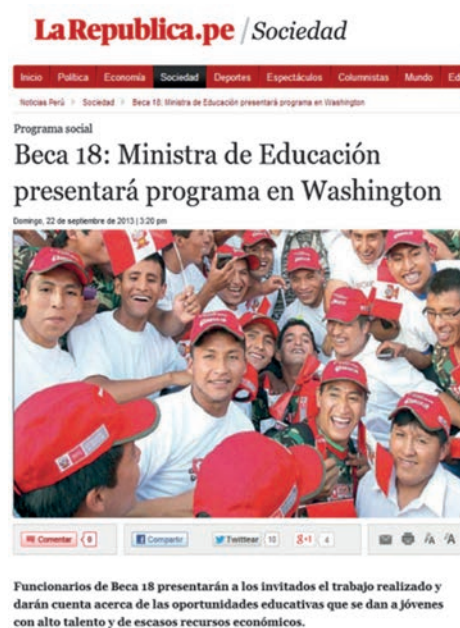 LaRepublica.pe / Sociedad
Inicio Política Economía Sociedad Deportes Espectáculos Columnistas Mundo Ed
Noticias Perú > Sociedad > Beca 18: Ministra de Educación presentará programa en Washington
Programa social
Beca 18: Ministra de Educación
presentará programa en Washington
Domingo, 22 de septiembre de 2013 | 3:20 pm
Comentar 8
Compartir
Twittear 10
g+1 4
A A
Funcionarios de Beca 18 presentarán a los invitados el trabajo realizado y
darán cuenta acerca de las oportunidades educativas que se dan a jóvenes
con alto talento y de escasos recursos económicos.